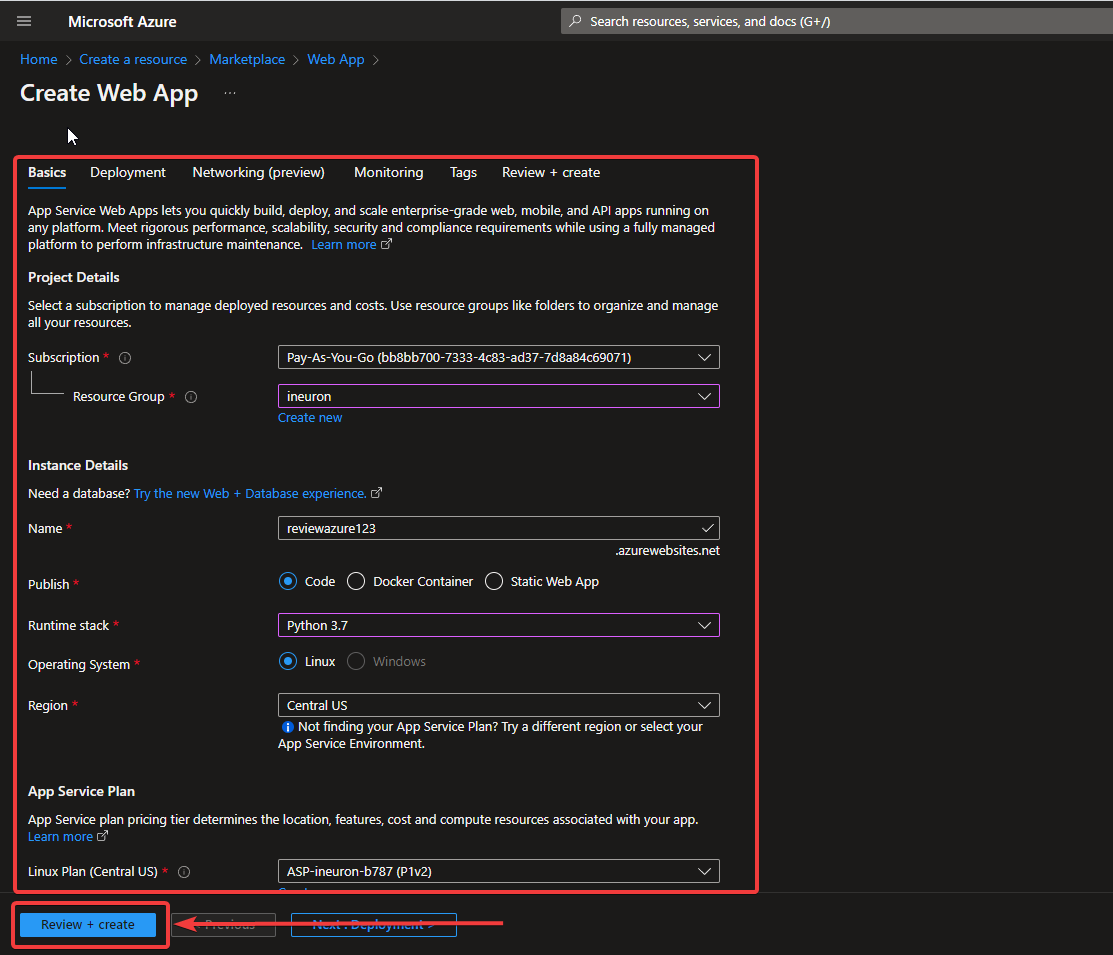 Microsoft Azure
Search resources, services, and docs (G+/)
Home > Create a resource > Marketplace > Web App >
Create Web App ...
Basics Deployment Networking (preview) Monitoring Tags Review + create
App Service Web Apps lets you quickly build, deploy, and scale enterprise-grade web, mobile, and API apps running on
any platform. Meet rigorous performance, scalability, security and compliance requirements while using a fully managed
platform to perform infrastructure maintenance. Learn more
Project Details
Select a subscription to manage deployed resources and costs. Use resource groups like folders to organize and manage
all your resources.
Subscription * Pay-As-You-Go (bb8bb700-7333-4c83-ad37-7d8a84c69071)
Resource Group * ineuron
Create new
Instance Details
Need a database? Try the new Web + Database experience.
Name * reviewazure123
.azurewebsites.net
Publish * Code Docker Container Static Web App
Runtime stack * Python 3.7
Operating System * Linux Windows
Region * Central US
Not finding your App Service Plan? Try a different region or select your
App Service Environment.
App Service Plan
App Service plan pricing tier determines the location, features, cost and compute resources associated with your app.
Learn more
Linux Plan (Central US) * ASP-ineuron-b787 (P1v2)
Review + create < Previous Next : Deployment >